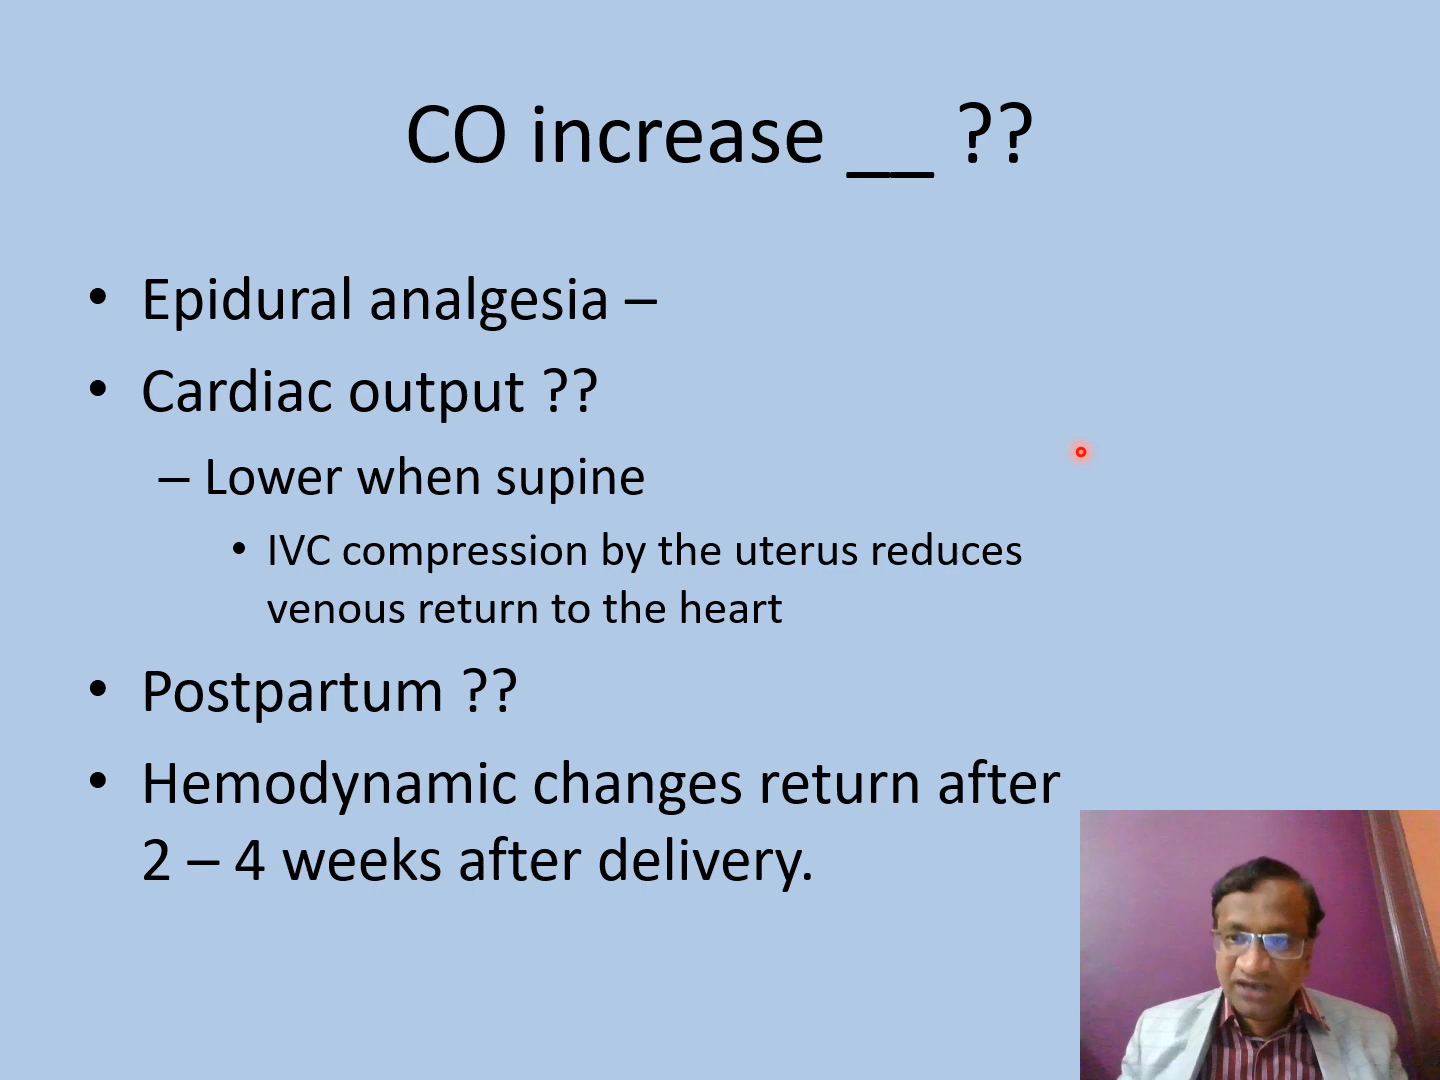 CO increase __ ??
• Epidural analgesia –
• Cardiac output ??
– Lower when supine
• IVC compression by the uterus reduces
venous return to the heart
• Postpartum ??
• Hemodynamic changes return after
2 – 4 weeks after delivery.